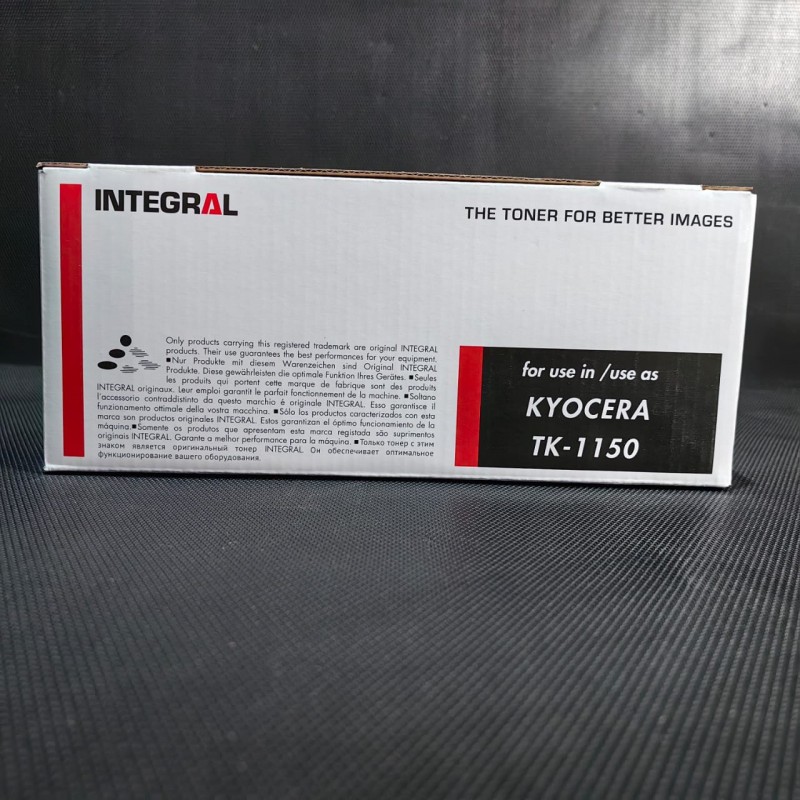 INTEGRAL
THE TONER FOR BETTER IMAGES
Only products carrying this registered trademark are original INTEGRAL
products. Their use guarantees the best performances for your equipment.
■Nur Produkte mit diesem Warenzeichen sind Original INTEGRAL
Produkte. Diese gewährleisten die optimale Funktion Ihres Gerätes. ■Seules
les produits qui portent cette marque de fabrique sont des produits
INTEGRAL originaux. Leur emploi garantit le parfait fonctionnement de la machine. ■Soltano
l'accessorio contraddistinto da questo marchio è originale INTEGRAL. Esso garantisce il
funzionamento ottimale della vostra macchina. ■Sólo los productos caracterizados con esta
marca son productos originales INTEGRAL. Estos garantizan el óptimo funcionamiento de la
máquina.■Somente os produtos que apresentam esta marca registada são suprimentos
originais INTEGRAL. Garante a melhor performance para la màquina. ■Только тонер с этим
знаком является оригинальный тонер INTEGRAL Он обеспечивает оптимальное
функционирование вашего оборудования.
for use in /use as
KYOCERA
TK-1150